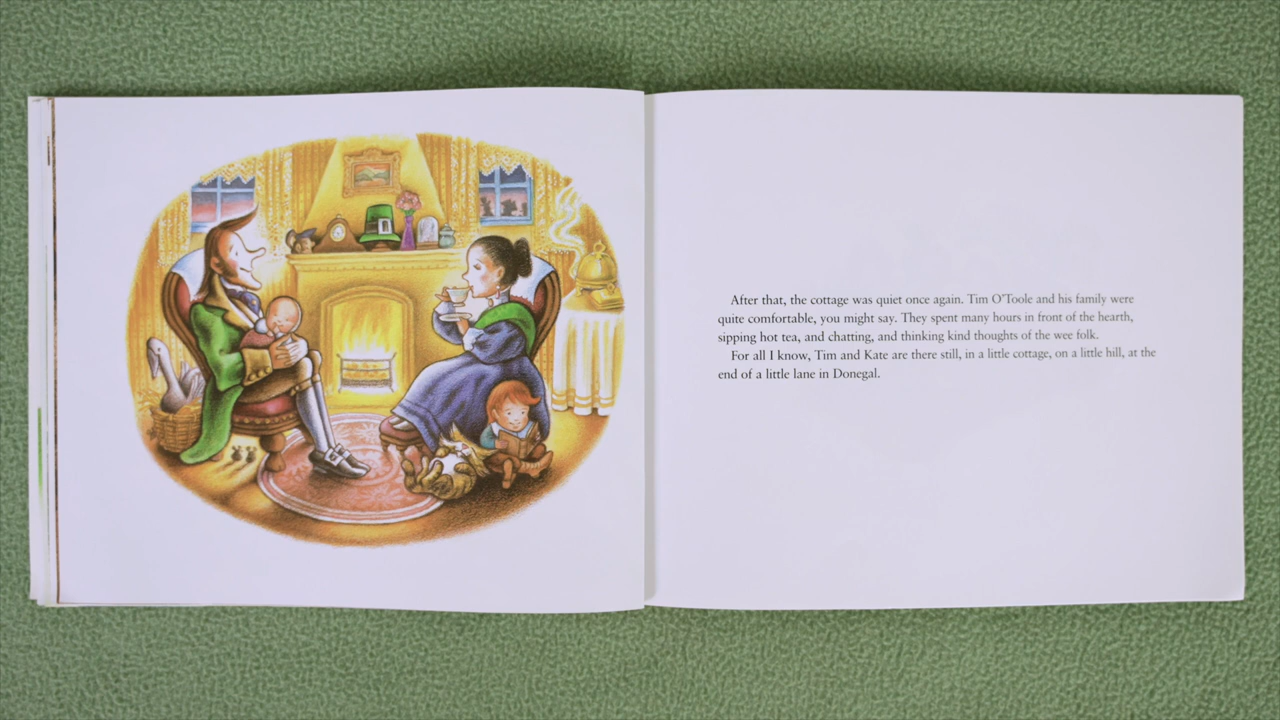 After that, the cottage was quiet once again. Tim O'Toole and his family were
quite comfortable, you might say. They spent many hours in front of the hearth,
sipping hot tea, and chatting, and thinking kind thoughts of the wee folk.
For all I know, Tim and Kate are there still, in a little cottage, on a little hill, at the
end of a little lane in Donegal.